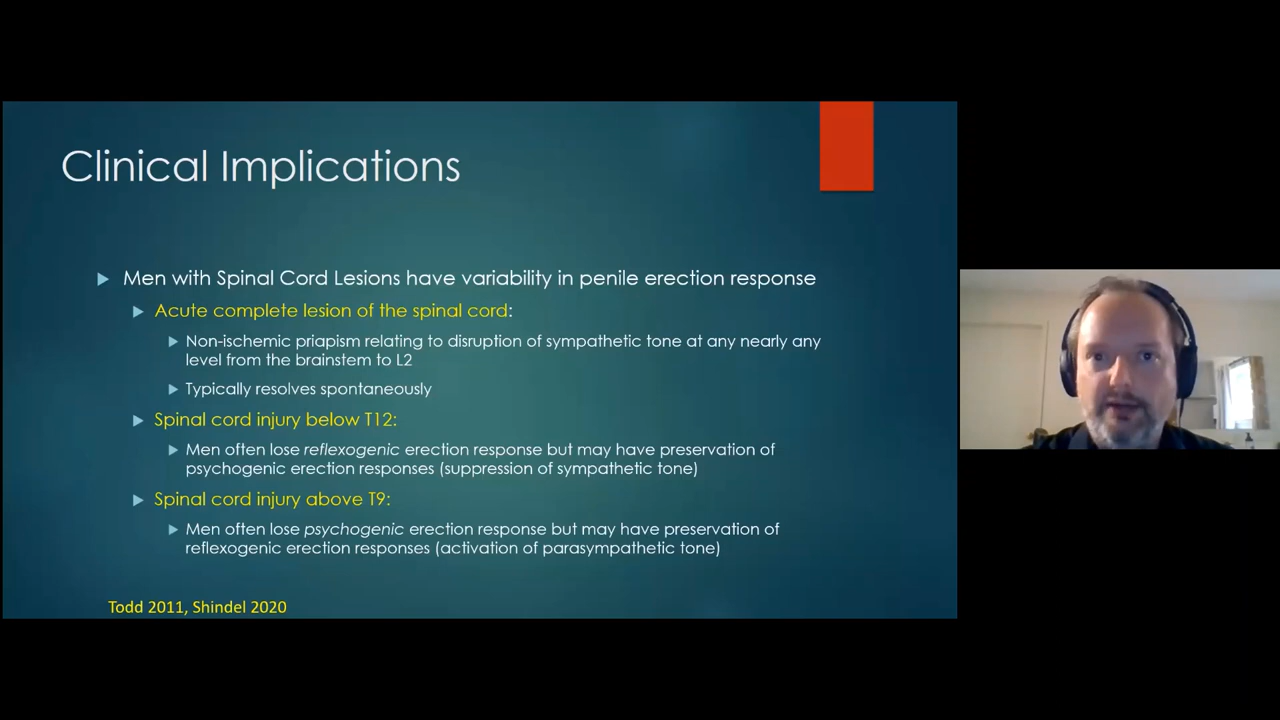 Clinical Implications
Men with Spinal Cord Lesions have variability in penile erection response
Acute complete lesion of the spinal cord:
Non-ischemic priapism relating to disruption of sympathetic tone at any nearly any
level from the brainstem to L2
Typically resolves spontaneously
Spinal cord injury below T12:
Men often lose reflexogenic erection response but may have preservation of
psychogenic erection responses (suppression of sympathetic tone)
Spinal cord injury above T9:
Men often lose psychogenic erection response but may have preservation of
reflexogenic erection responses (activation of parasympathetic tone)
Todd 2011, Shindel 2020